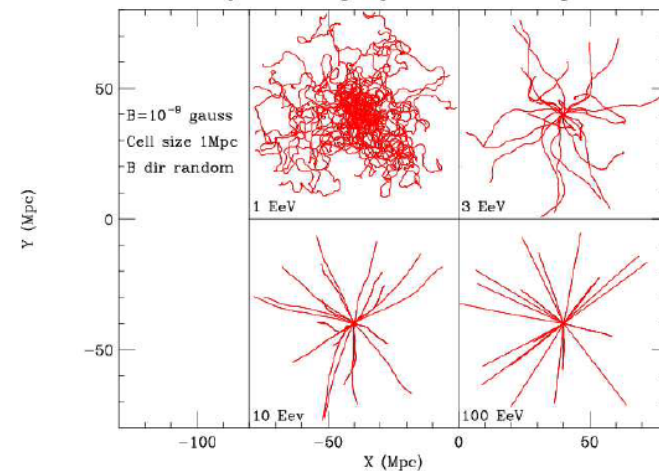 50
B=10⁻⁹ gauss
Cell size 1Mpc
B dir random
1 EeV
3 EeV
Y (Mpc)
0
−50
10 Eev
100 EeV
−100
−50
0
50
X (Mpc)